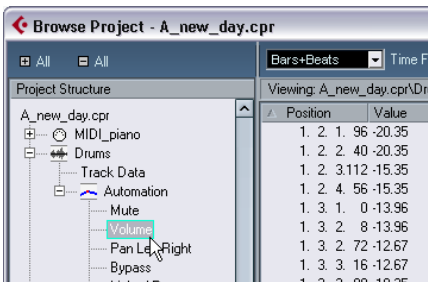 Browse Project - A_new_day.cpr
All All Bars+Beats Time F
Project Structure
Viewing: A_new_day.cpr\Dr
A_new_day.cpr
MIDI_piano
Drums
Track Data
Automation
Mute
Volume
Pan Le Right
Bypass
Position Value
1. 2. 1. 96 -20.35
1. 2. 2. 40 -20.35
1. 2. 3.112 -15.35
1. 2. 4. 56 -15.35
1. 3. 1. 0 -13.96
1. 3. 2. 8 -13.96
1. 3. 2. 72 -12.67
1. 3. 3. 16 -12.67